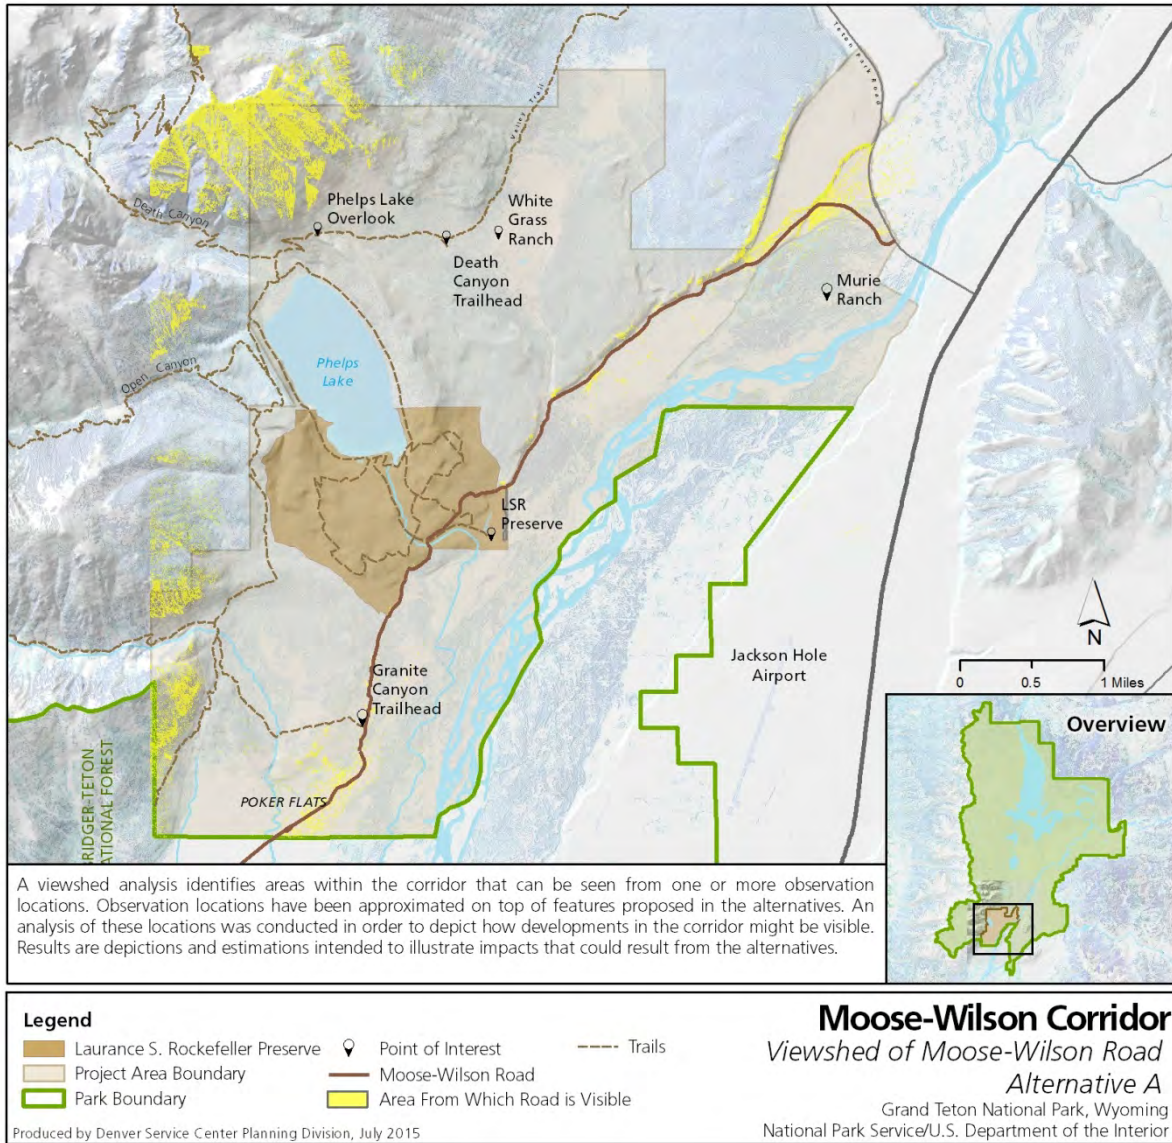 Teton Park Road
Valley Trail
Phelps Lake
Overlook
White
Grass
Ranch
Death Canyon
Death
Canyon
Trailhead
Murie
Ranch
Phelps
Lake
Open Canyon
LSR
Preserve
Jackson Hole
Airport
N
0 0.5 1 Miles
Granite
Canyon
Trailhead
POKER FLATS
BRIDGER-TETON
NATIONAL FOREST
Overview
A viewshed analysis identifies areas within the corridor that can be seen from one or more observation
locations. Observation locations have been approximated on top of features proposed in the alternatives. An
analysis of these locations was conducted in order to depict how developments in the corridor might be visible.
Results are depictions and estimations intended to illustrate impacts that could result from the alternatives.
Legend
Laurance S. Rockefeller Preserve
Project Area Boundary
Park Boundary
Point of Interest
Moose-Wilson Road
Area From Which Road is Visible
Trails
Produced by Denver Service Center Planning Division, July 2015
Moose-Wilson Corridor
Viewshed of Moose-Wilson Road
Alternative A
Grand Teton National Park, Wyoming
National Park Service/U.S. Department of the Interior